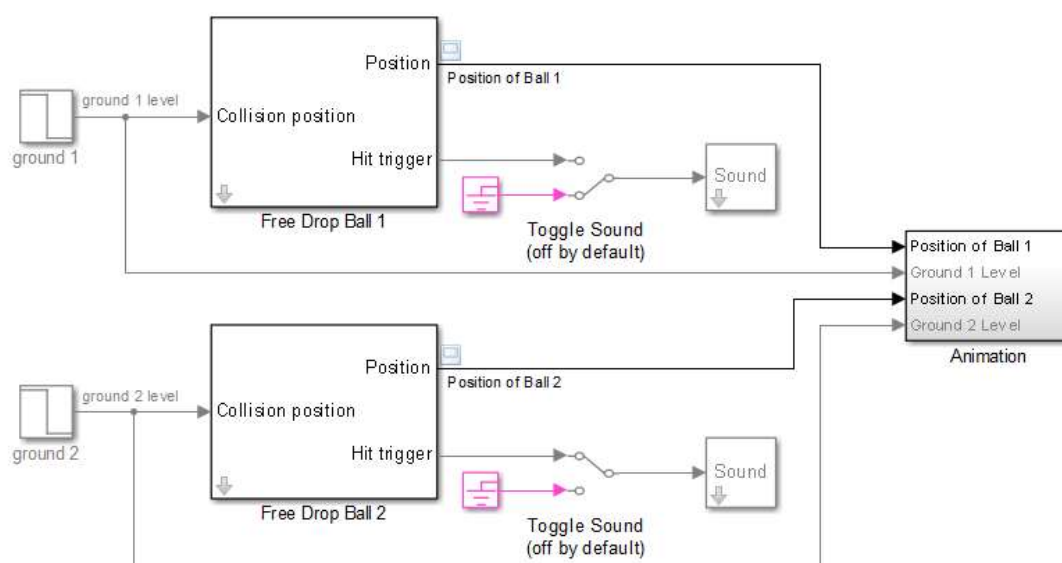 Position
Position of Ball 1
ground 1 level
Collision position
ground 1
Hit trigger
Sound
Free Drop Ball 1
Toggle Sound
(off by default)
Position of Ball 1
Ground 1 Level
Position of Ball 2
Ground 2 Level
Animation
Position
Position of Ball 2
ground 2 level
Collision position
ground 2
Hit trigger
Sound
Free Drop Ball 2
Toggle Sound
(off by default)